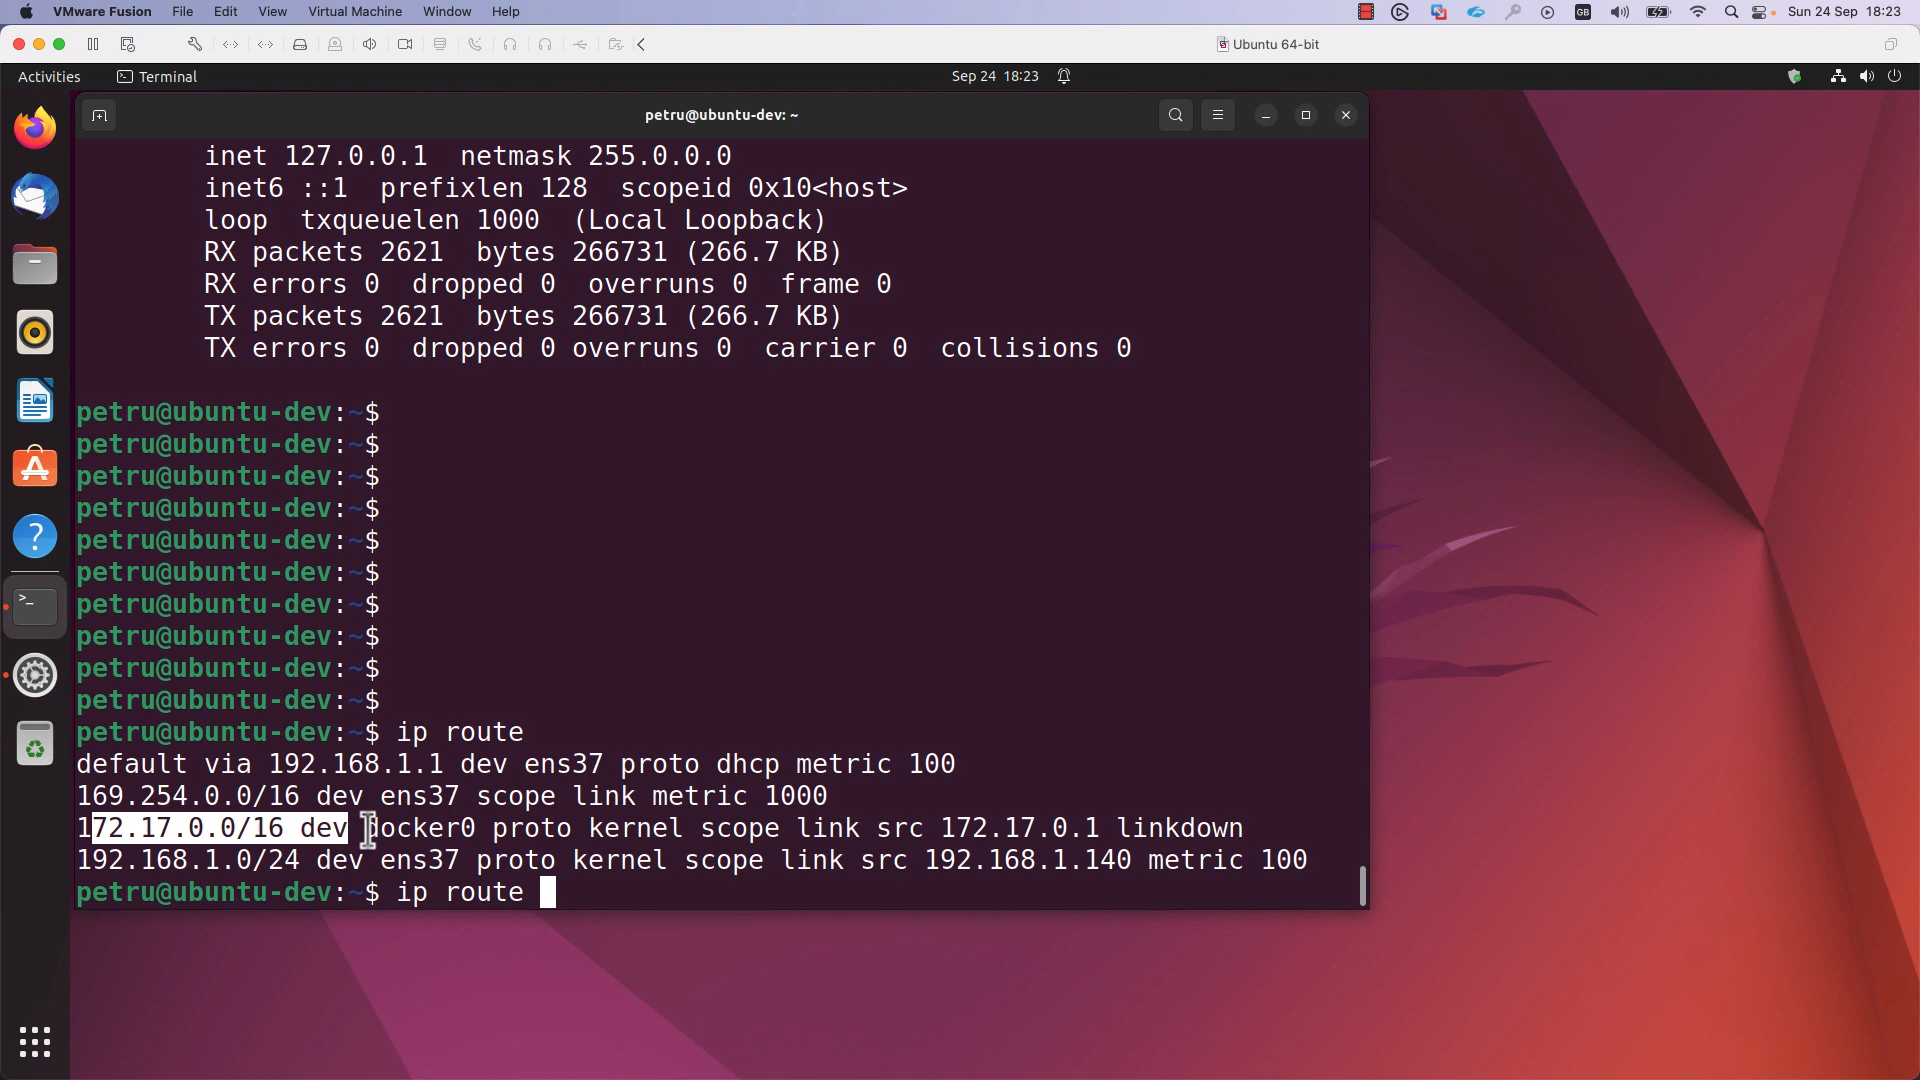 VMware Fusion File Edit View Virtual Machine Window Help GB Sun 24 Sep 18:23
Ubuntu 64-bit
Activities Terminal Sep 24 18:23
petru@ubuntu-dev: ~
inet 127.0.0.1 netmask 255.0.0.0
inet6 ::1 prefixlen 128 scopeid 0x10<host>
loop txqueuelen 1000 (Local Loopback)
RX packets 2621 bytes 266731 (266.7 KB)
RX errors 0 dropped 0 overruns 0 frame 0
TX packets 2621 bytes 266731 (266.7 KB)
TX errors 0 dropped 0 overruns 0 carrier 0 collisions 0
petru@ubuntu-dev:~$
petru@ubuntu-dev:~$
petru@ubuntu-dev:~$
petru@ubuntu-dev:~$
petru@ubuntu-dev:~$
petru@ubuntu-dev:~$
petru@ubuntu-dev:~$
petru@ubuntu-dev:~$
petru@ubuntu-dev:~$
petru@ubuntu-dev:~$
petru@ubuntu-dev:~$ ip route
default via 192.168.1.1 dev ens37 proto dhcp metric 100
169.254.0.0/16 dev ens37 scope link metric 1000
172.17.0.0/16 dev docker0 proto kernel scope link src 172.17.0.1 linkdown
192.168.1.0/24 dev ens37 proto kernel scope link src 192.168.1.140 metric 100
petru@ubuntu-dev:~$ ip route